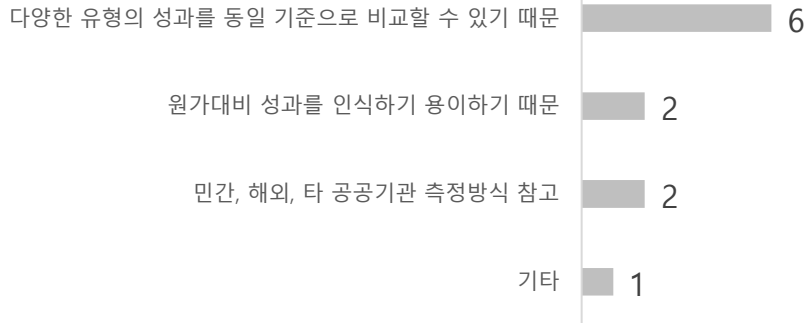 다양한 유형의 성과를 동일 기준으로 비교할 수 있기 때문 6
원가대비 성과를 인식하기 용이하기 때문 2
민간, 해외, 타 공공기관 측정방식 참고 2
기타 1